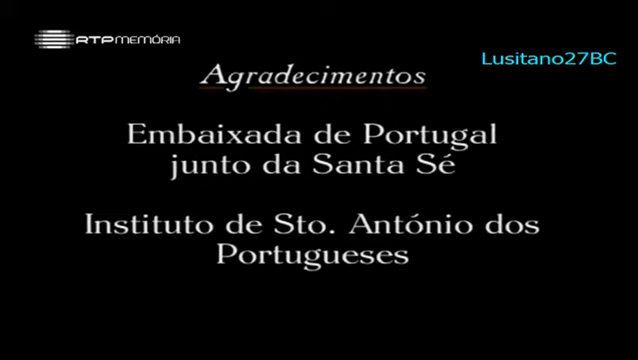 RTP MEMÓRIA
Lusitano27BC
Agradecimentos
Embaixada de Portugal
junto da Santa Sé
Instituto de Sto. António dos
Portugueses